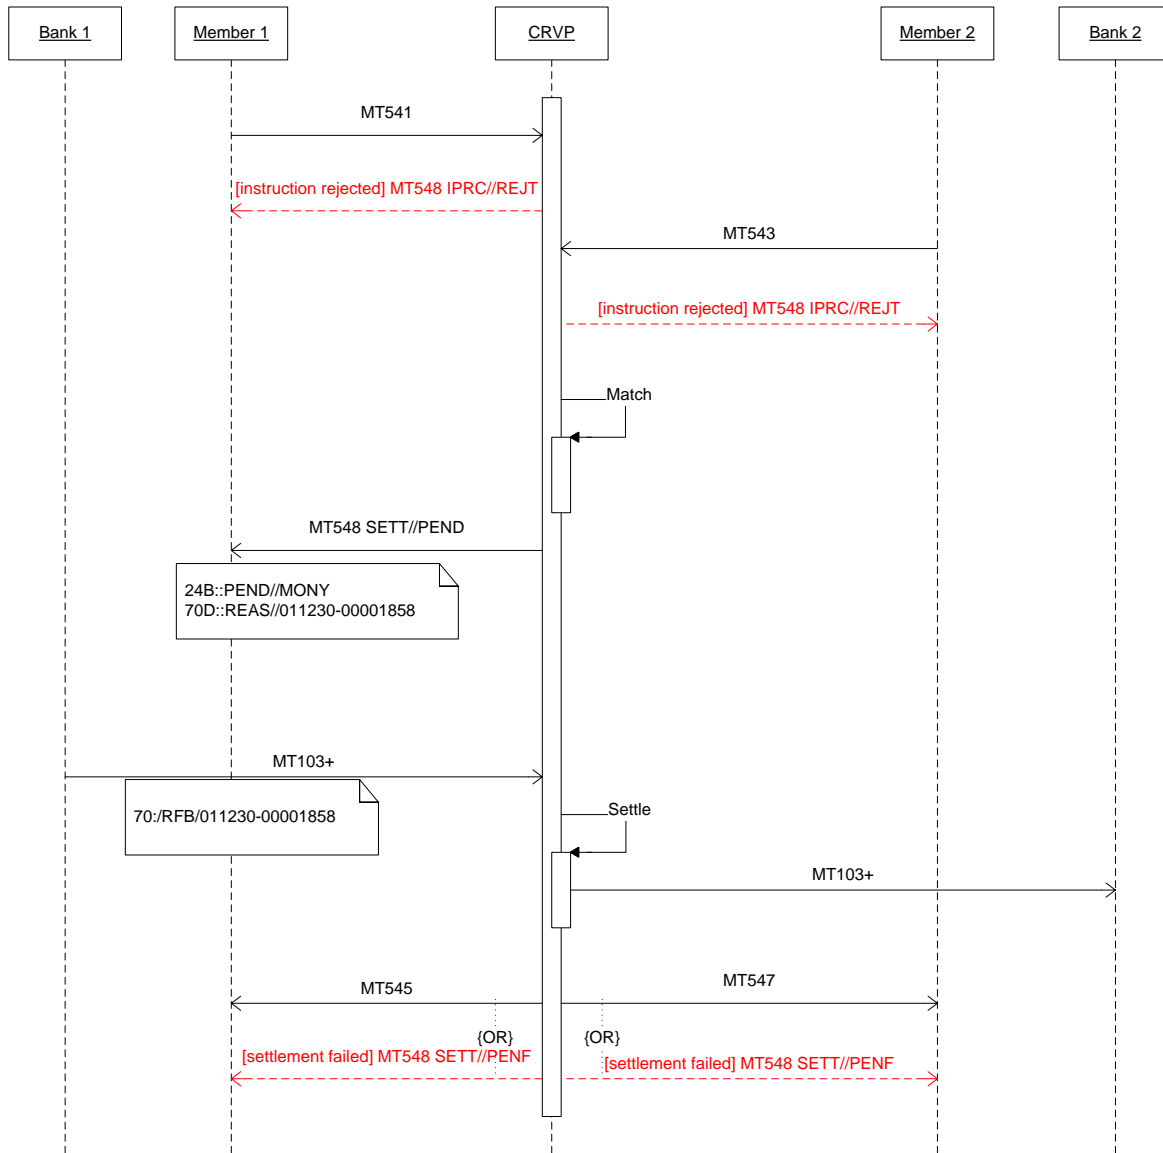 Bank 1
Member 1
CRVP
Member 2
Bank 2
MT541
[instruction rejected] MT548 IPRC//REJT
MT543
[instruction rejected] MT548 IPRC//REJT
Match
MT548 SETT//PEND
24B::PEND//MONY
70D::REAS//011230-00001858
MT103+
70:/RFB/011230-00001858
Settle
MT103+
MT545
MT547
{OR}
{OR}
[settlement failed] MT548 SETT//PENF
[settlement failed] MT548 SETT//PENF